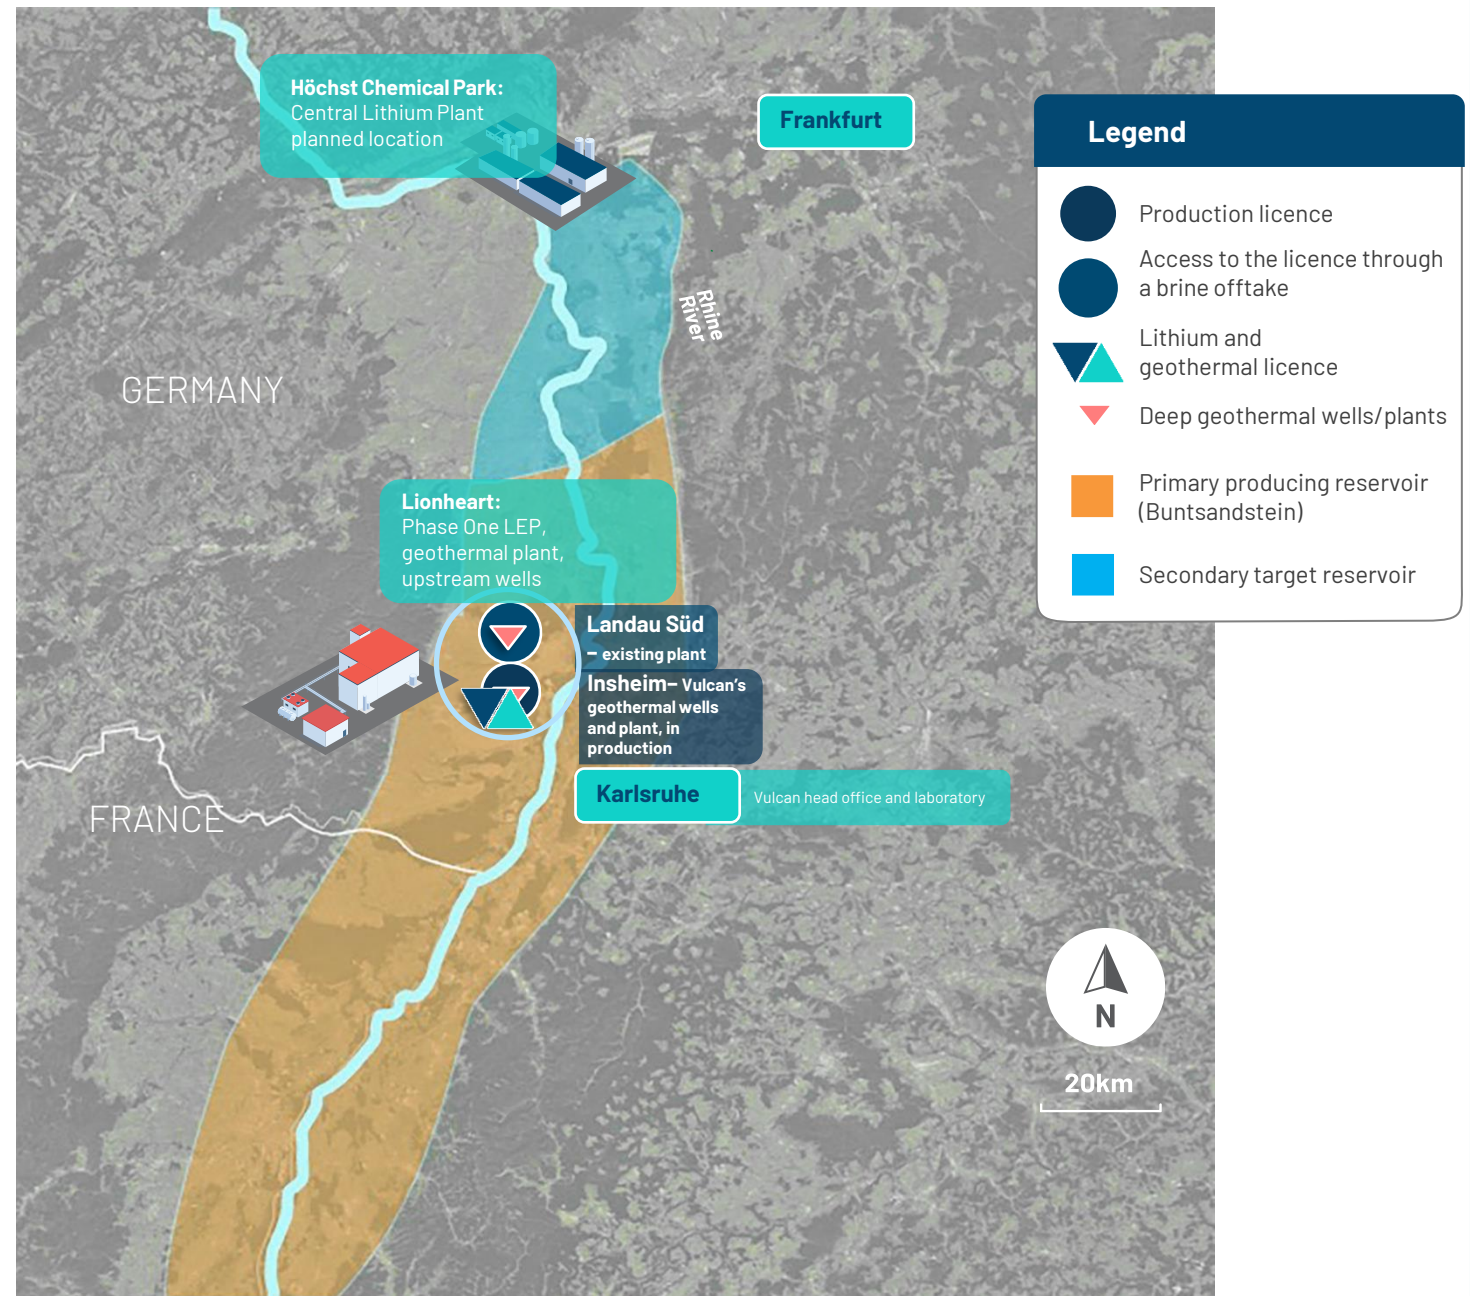 Höchst Chemical Park:
Central Lithium Plant
planned location
Frankfurt
Rhine
River
GERMANY
Lionheart:
Phase One LEP,
geothermal plant,
upstream wells
Landau Süd
– existing plant
Insheim– Vulcan's
geothermal wells
and plant, in
production
Karlsruhe
Vulcan head office and laboratory
FRANCE
Legend
Production licence
Access to the licence through
a brine offtake
Lithium and
geothermal licence
Deep geothermal wells/plants
Primary producing reservoir
(Buntsandstein)
Secondary target reservoir
N
20km